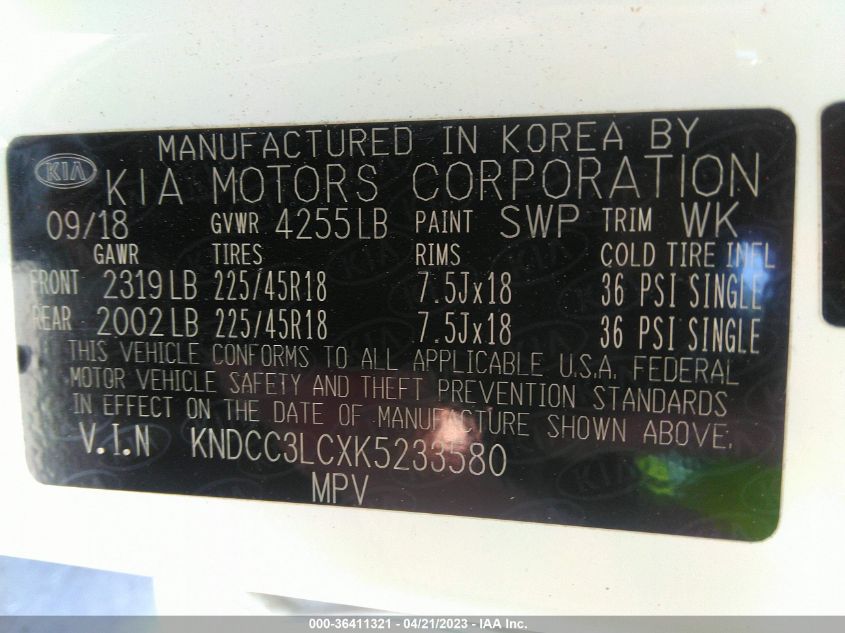 MANUFACTURED IN KOREA BY
KIA KIA MOTORS CORPORATION
09/18 GVWR 4255LB PAINT SWP TRIM WK
GAWR TIRES RIMS COLD TIRE INFL
FRONT 2319LB 225/45R18 7.5Jx18 36 PSI SINGLE
REAR 2002LB 225/45R18 7.5Jx18 36 PSI SINGLE
THIS VEHICLE CONFORMS TO ALL APPLICABLE U.S.A. FEDERAL
MOTOR VEHICLE SAFETY AND THEFT PREVENTION STANDARDS
IN EFFECT ON THE DATE OF MANUFACTURE SHOWN ABOVE.
V.I.N KNDCC3LCXK5233580
MPV
000-36411321 - 04/21/2023 - IAA Inc.